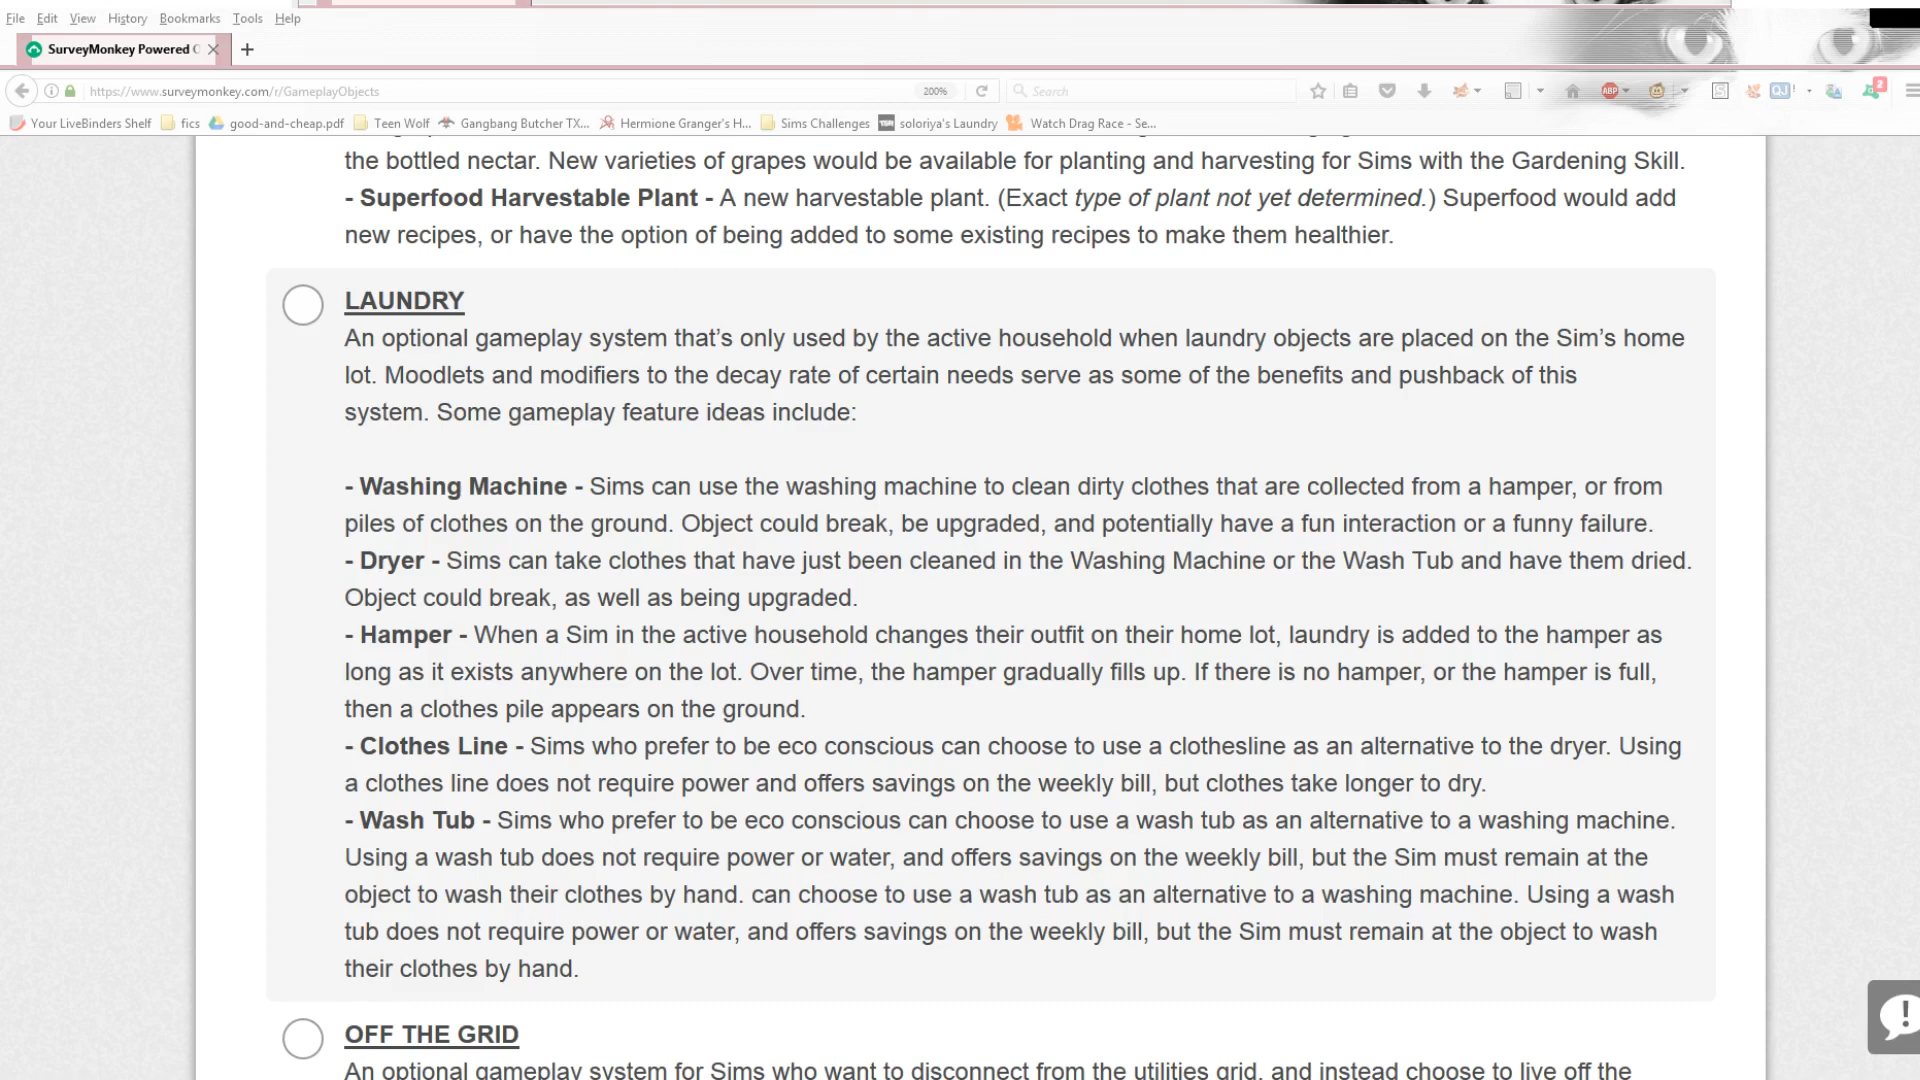 File Edit View History Bookmarks Tools Help
SurveyMonkey Powered
https://www.surveymonkey.com/r/GameplayObjects 200% Search ABP S QJ ! 2
Your LiveBinders Shelf fics good-and-cheap.pdf Teen Wolf Gangbang Butcher TX... Hermione Granger's H... Sims Challenges TSR soloriya's Laundry Watch Drag Race - Se...
the bottled nectar. New varieties of grapes would be available for planting and harvesting for Sims with the Gardening Skill.
- Superfood Harvestable Plant - A new harvestable plant. (Exact type of plant not yet determined.) Superfood would add
new recipes, or have the option of being added to some existing recipes to make them healthier.
LAUNDRY
An optional gameplay system that’s only used by the active household when laundry objects are placed on the Sim’s home
lot. Moodlets and modifiers to the decay rate of certain needs serve as some of the benefits and pushback of this
system. Some gameplay feature ideas include:
- Washing Machine - Sims can use the washing machine to clean dirty clothes that are collected from a hamper, or from
piles of clothes on the ground. Object could break, be upgraded, and potentially have a fun interaction or a funny failure.
- Dryer - Sims can take clothes that have just been cleaned in the Washing Machine or the Wash Tub and have them dried.
Object could break, as well as being upgraded.
- Hamper - When a Sim in the active household changes their outfit on their home lot, laundry is added to the hamper as
long as it exists anywhere on the lot. Over time, the hamper gradually fills up. If there is no hamper, or the hamper is full,
then a clothes pile appears on the ground.
- Clothes Line - Sims who prefer to be eco conscious can choose to use a clothesline as an alternative to the dryer. Using
a clothes line does not require power and offers savings on the weekly bill, but clothes take longer to dry.
- Wash Tub - Sims who prefer to be eco conscious can choose to use a wash tub as an alternative to a washing machine.
Using a wash tub does not require power or water, and offers savings on the weekly bill, but the Sim must remain at the
object to wash their clothes by hand. can choose to use a wash tub as an alternative to a washing machine. Using a wash
tub does not require power or water, and offers savings on the weekly bill, but the Sim must remain at the object to wash
their clothes by hand.
OFF THE GRID
An optional gameplay system for Sims who want to disconnect from the utilities grid, and instead choose to live off the